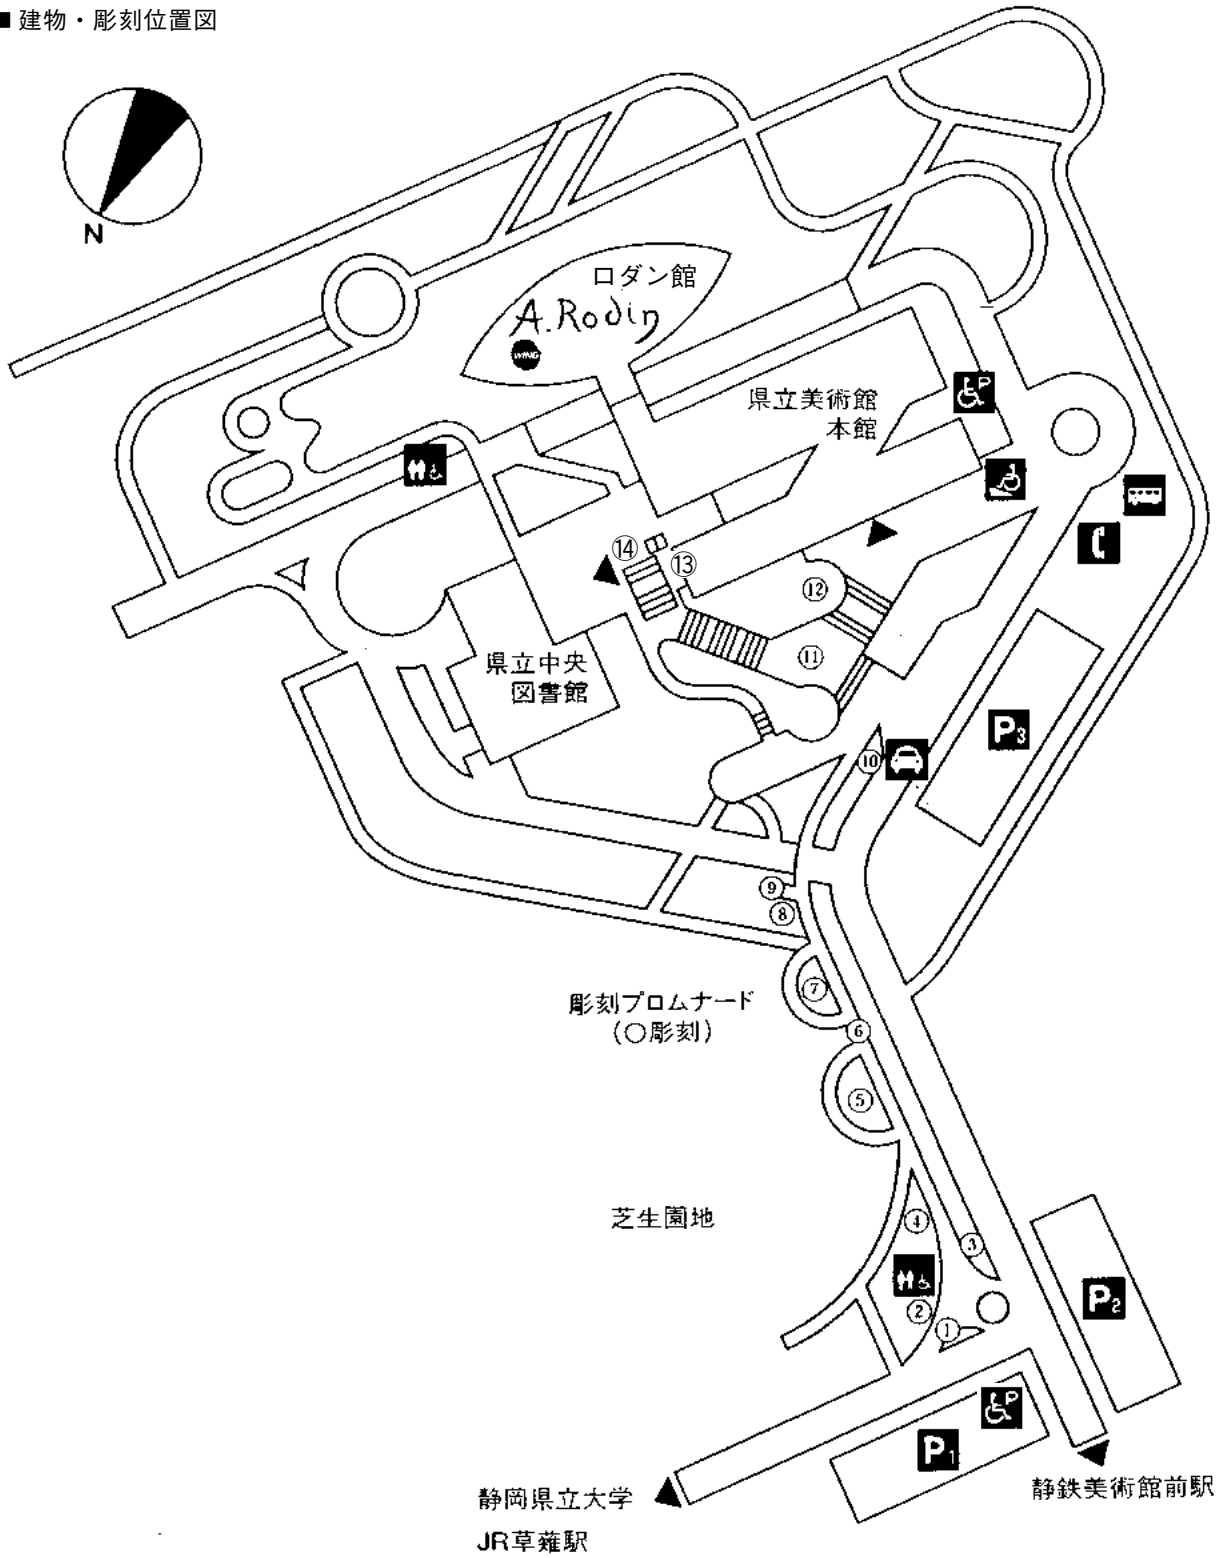 ■ 建物・彫刻位置図
N
ロダン館
A. Rodin
WING
県立美術館
本館
P
⑭
⑬
⑫
⑪
県立中央
図書館
P3
⑩
⑨
⑧
⑦
彫刻プロムナード
(○彫刻)
⑥
⑤
芝生園地
④
③
②
①
P2
P
P1
静鉄美術館前駅
静岡県立大学
JR草薙駅